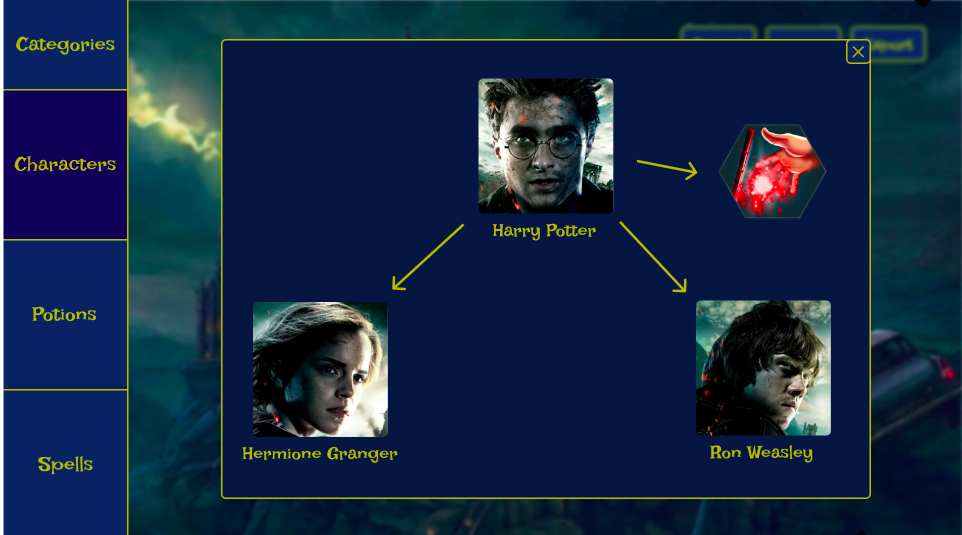 Categories
Characters
Potions
Spells
Harry Potter
Hermione Granger
Ron Weasley